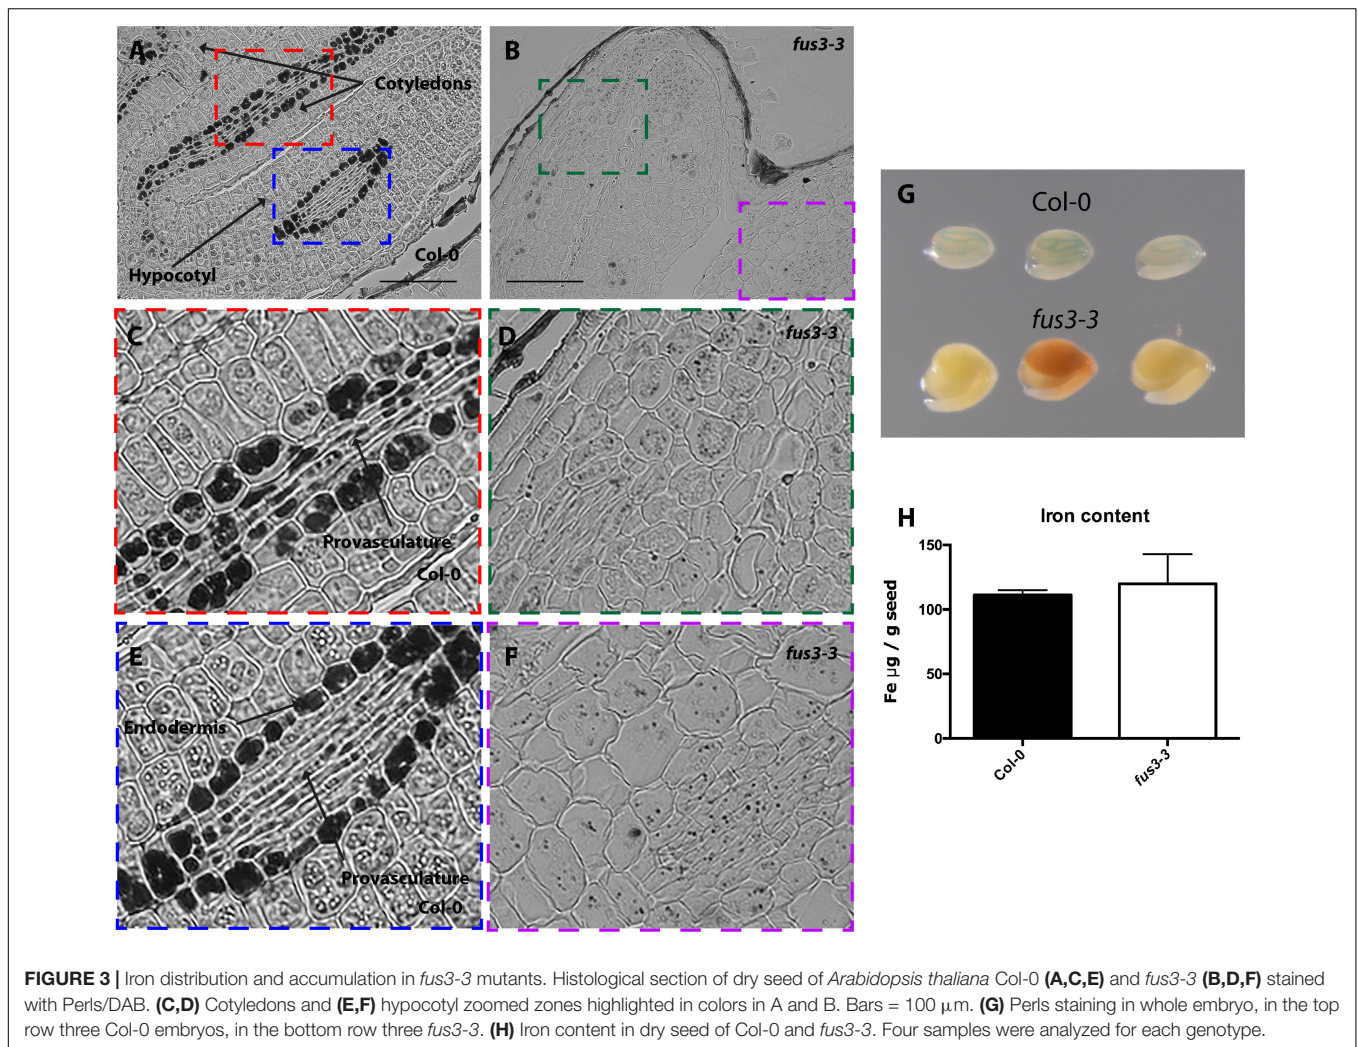 A
Cotyledons
Hypocotyl
Col-0
B
fus3-3
C
Provasculature
Col-0
D
fus3-3
E
Endodermis
Provasculature
Col-0
F
fus3-3
G
Col-0
fus3-3
H
Iron content
Fe µg / g seed
150
100
50
0
Col-0
fus3-3
FIGURE 3 | Iron distribution and accumulation in fus3-3 mutants. Histological section of dry seed of Arabidopsis thaliana Col-0 (A,C,E) and fus3-3 (B,D,F) stained
with Perls/DAB. (C,D) Cotyledons and (E,F) hypocotyl zoomed zones highlighted in colors in A and B. Bars = 100 µm. (G) Perls staining in whole embryo, in the top
row three Col-0 embryos, in the bottom row three fus3-3. (H) Iron content in dry seed of Col-0 and fus3-3. Four samples were analyzed for each genotype.